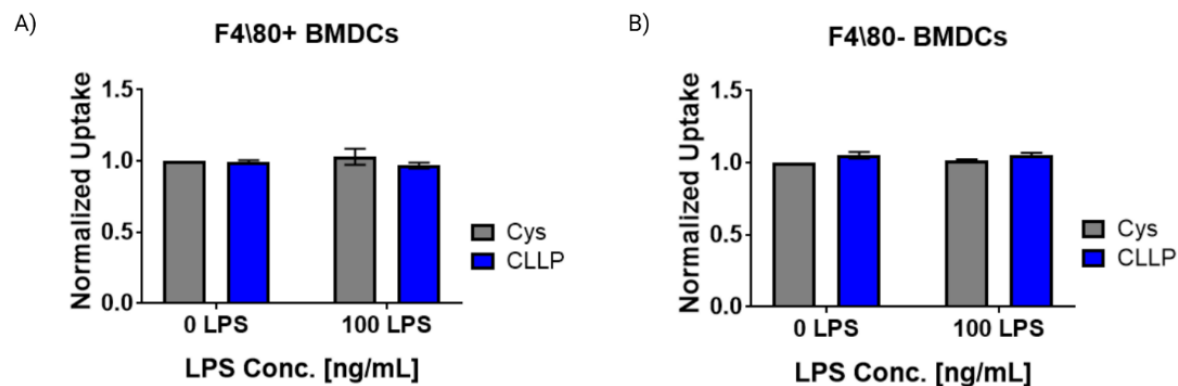 A)
F4\80+ BMDCs
Normalized Uptake
1.5
1.0
0.5
0.0
0 LPS
100 LPS
LPS Conc. [ng/mL]
Cys
CLLP
B)
F4\80- BMDCs
Normalized Uptake
1.5
1.0
0.5
0.0
0 LPS
100 LPS
LPS Conc. [ng/mL]
Cys
CLLP